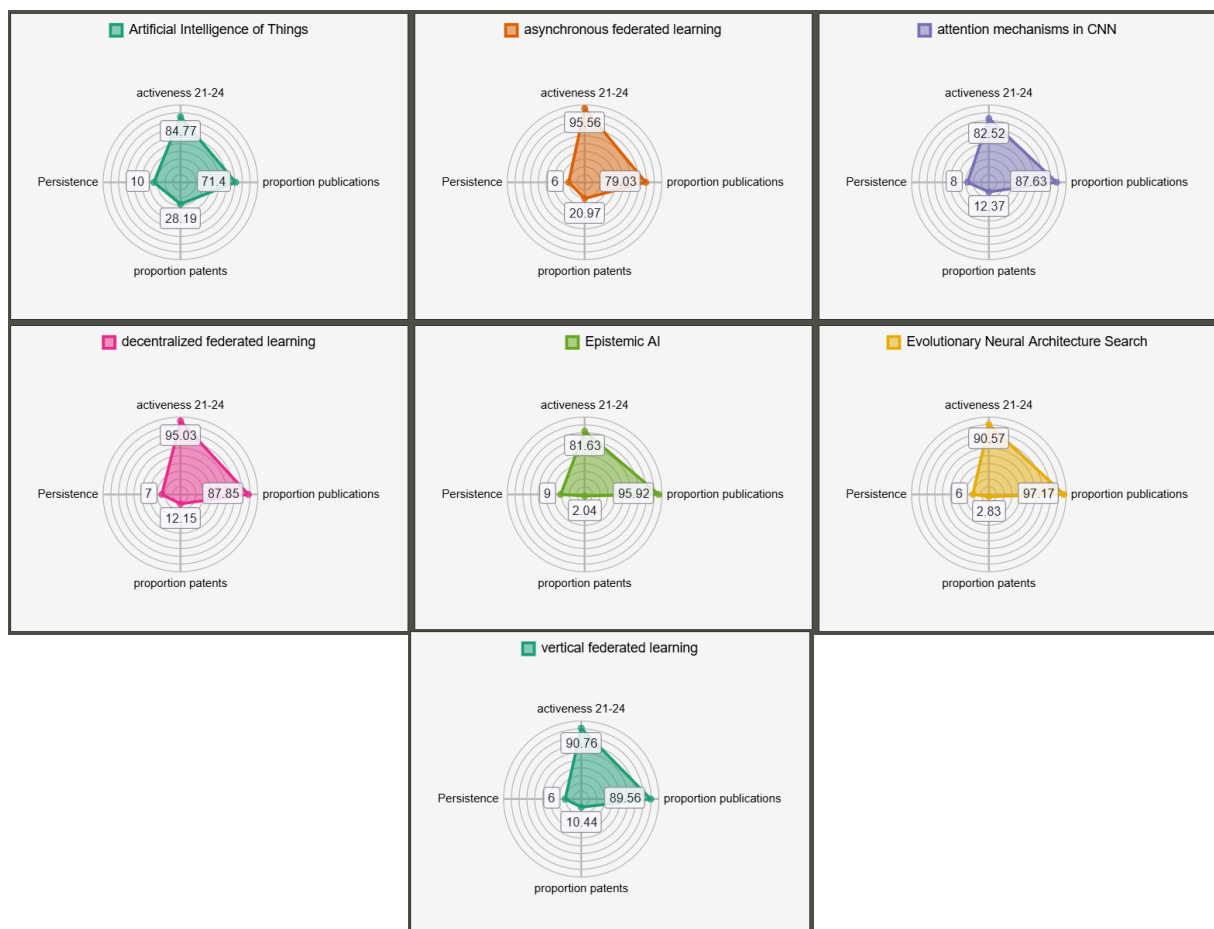 Artificial Intelligence of Things
activeness 21-24
84.77
Persistence
10
71.4
proportion publications
28.19
proportion patents
asynchronous federated learning
activeness 21-24
95.56
Persistence
6
79.03
proportion publications
20.97
proportion patents
attention mechanisms in CNN
activeness 21-24
82.52
Persistence
8
87.63
proportion publications
12.37
proportion patents
decentralized federated learning
activeness 21-24
95.03
Persistence
7
87.85
proportion publications
12.15
proportion patents
Epistemic AI
activeness 21-24
81.63
Persistence
9
95.92
proportion publications
2.04
proportion patents
Evolutionary Neural Architecture Search
activeness 21-24
90.57
Persistence
6
97.17
proportion publications
2.83
proportion patents
vertical federated learning
activeness 21-24
90.76
Persistence
6
89.56
proportion publications
10.44
proportion patents